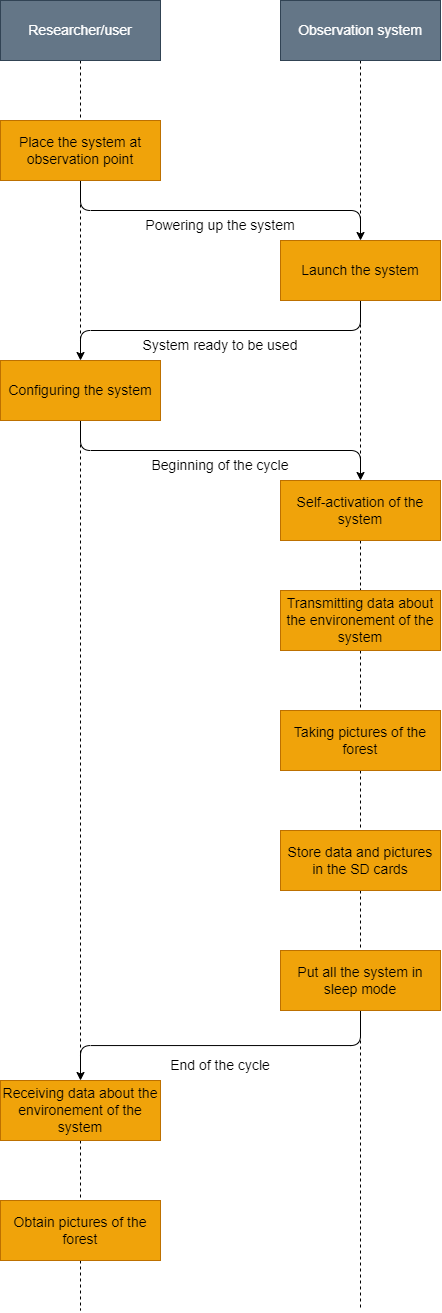 Researcher/user
Observation system
Place the system at
observation point
Powering up the system
Launch the system
System ready to be used
Configuring the system
Beginning of the cycle
Self-activation of the
system
Transmitting data about
the environement of the
system
Taking pictures of the
forest
Store data and pictures
in the SD cards
Put all the system in
sleep mode
End of the cycle
Receiving data about the
environement of the
system
Obtain pictures of the
forest